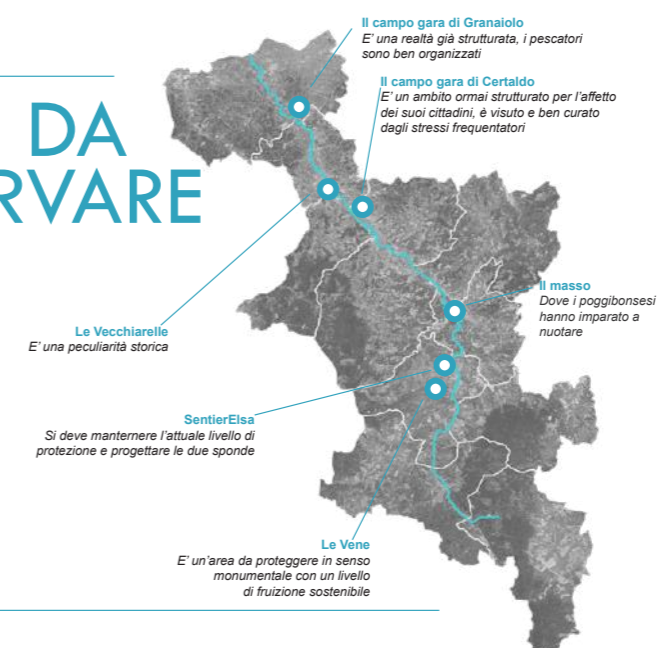 Il campo gara di Granaiolo
E' una realtà già strutturata, i pescatori
sono ben organizzati
Il campo gara di Certaldo
E' un ambito ormai strutturato per l'affetto
dei suoi cittadini, è visuto e ben curato
dagli stressi frequentatori
DA
RVARE
Il masso
Dove i poggibonsesi
hanno imparato a
nuotare
Le Vecchiarelle
E' una peculiarità storica
SentierElsa
Si deve manternere l'attuale livello di
protezione e progettare le due sponde
Le Vene
E' un'area da proteggere in senso
monumentale con un livello
di fruizione sostenibile